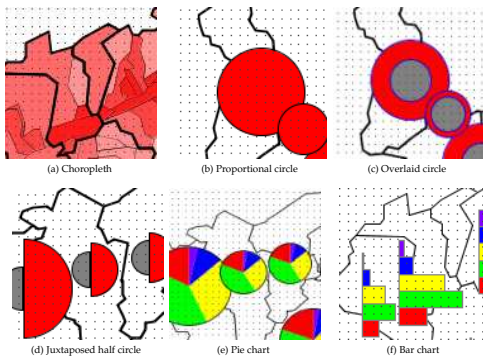 (a) Choropleth
(b) Proportional circle
(c) Overlaid circle
(d) Juxtaposed half circle
(e) Pie chart
(f) Bar chart